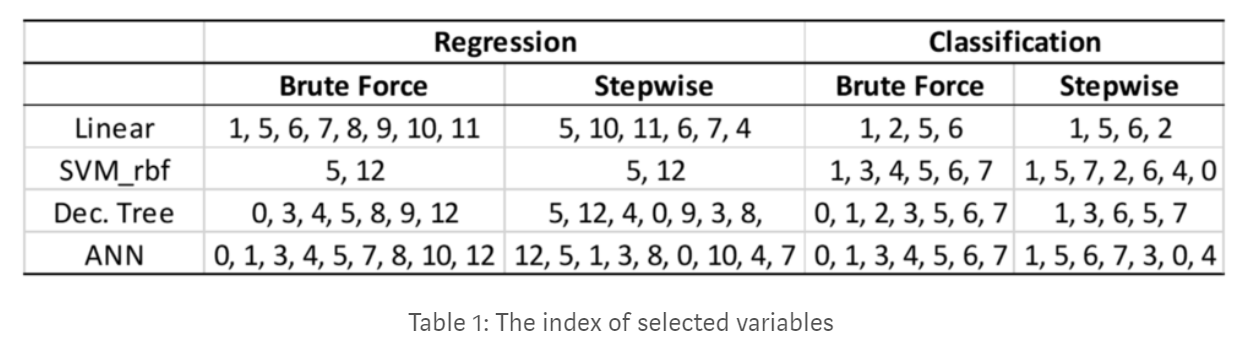 Regression Classification
Brute Force Stepwise Brute Force Stepwise
Linear 1, 5, 6, 7, 8, 9, 10, 11 5, 10, 11, 6, 7, 4 1, 2, 5, 6 1, 5, 6, 2
SVM_rbf 5, 12 5, 12 1, 3, 4, 5, 6, 7 1, 5, 7, 2, 6, 4, 0
Dec. Tree 0, 3, 4, 5, 8, 9, 12 5, 12, 4, 0, 9, 3, 8, 0, 1, 2, 3, 5, 6, 7 1, 3, 6, 5, 7
ANN 0, 1, 3, 4, 5, 7, 8, 10, 12 12, 5, 1, 3, 8, 0, 10, 4, 7 0, 1, 3, 4, 5, 6, 7 1, 5, 6, 7, 3, 0, 4
Table 1: The index of selected variables